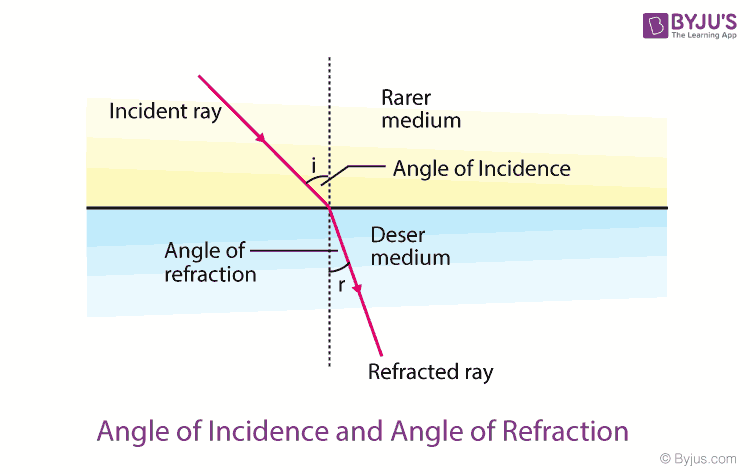 BYJU'S
The Learning App
Incident ray
Rarer
medium
i
Angle of Incidence
Angle of
refraction
Deser
medium
r
Refracted ray
Angle of Incidence and Angle of Refraction
© Byjus.com